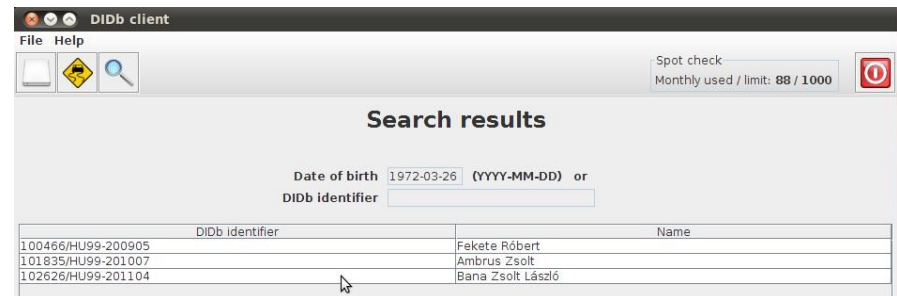 DIDb client
File Help
Spot check
Monthly used / limit: 88 / 1000
Search results
Date of birth 1972-03-26 (YYYY-MM-DD) or
DIDb identifier
DIDb identifier Name
100466/HU99-200905 Fekete Róbert
101835/HU99-201007 Ambrus Zsolt
102626/HU99-201104 Bana Zsolt László